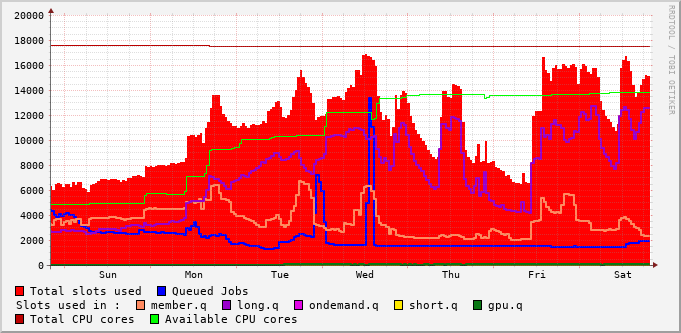 20000
18000
16000
14000
12000
10000
8000
6000
4000
2000
0
Sun Mon Tue Wed Thu Fri Sat
Total slots used Queued Jobs
Slots used in : member.q long.q ondemand.q short.q gpu.q
Total CPU cores Available CPU cores
RRDTOOL / TOBI OETIKER